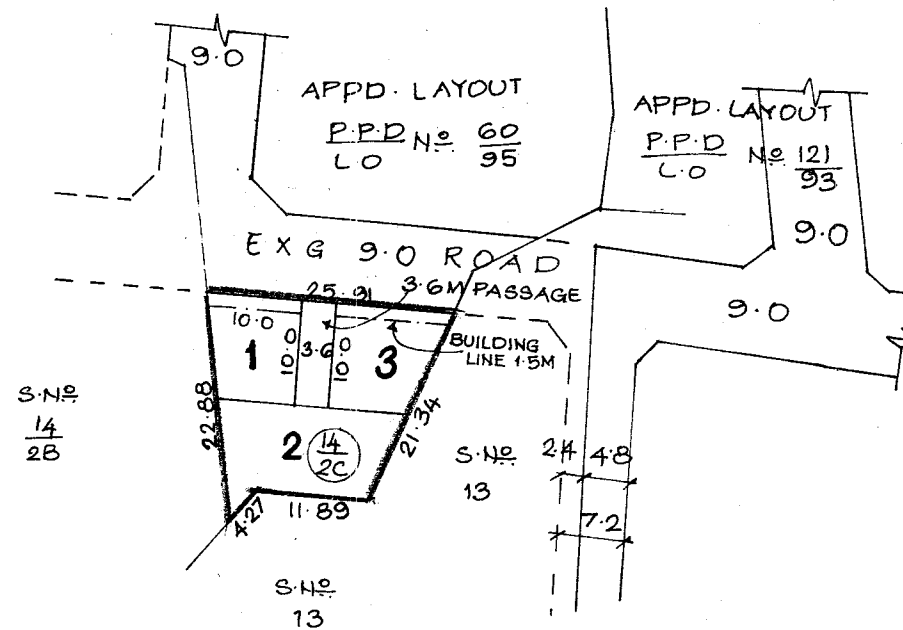 9.0
APPD. LAYOUT
P.P.D
L.O
Nº
60
95
APPD. LAYOUT
P.P.D
L.O
Nº
121
93
9.0
EXG 9.0 ROAD
25.91
3.6M PASSAGE
9.0
10.0
10.0
3.6
10.0
1
3
BUILDING
LINE 1.5M
S.Nº
14
2B
22.88
21.34
2
14
2C
S.Nº
13
2.4
4.8
7.2
4.27
11.89
S.Nº
13